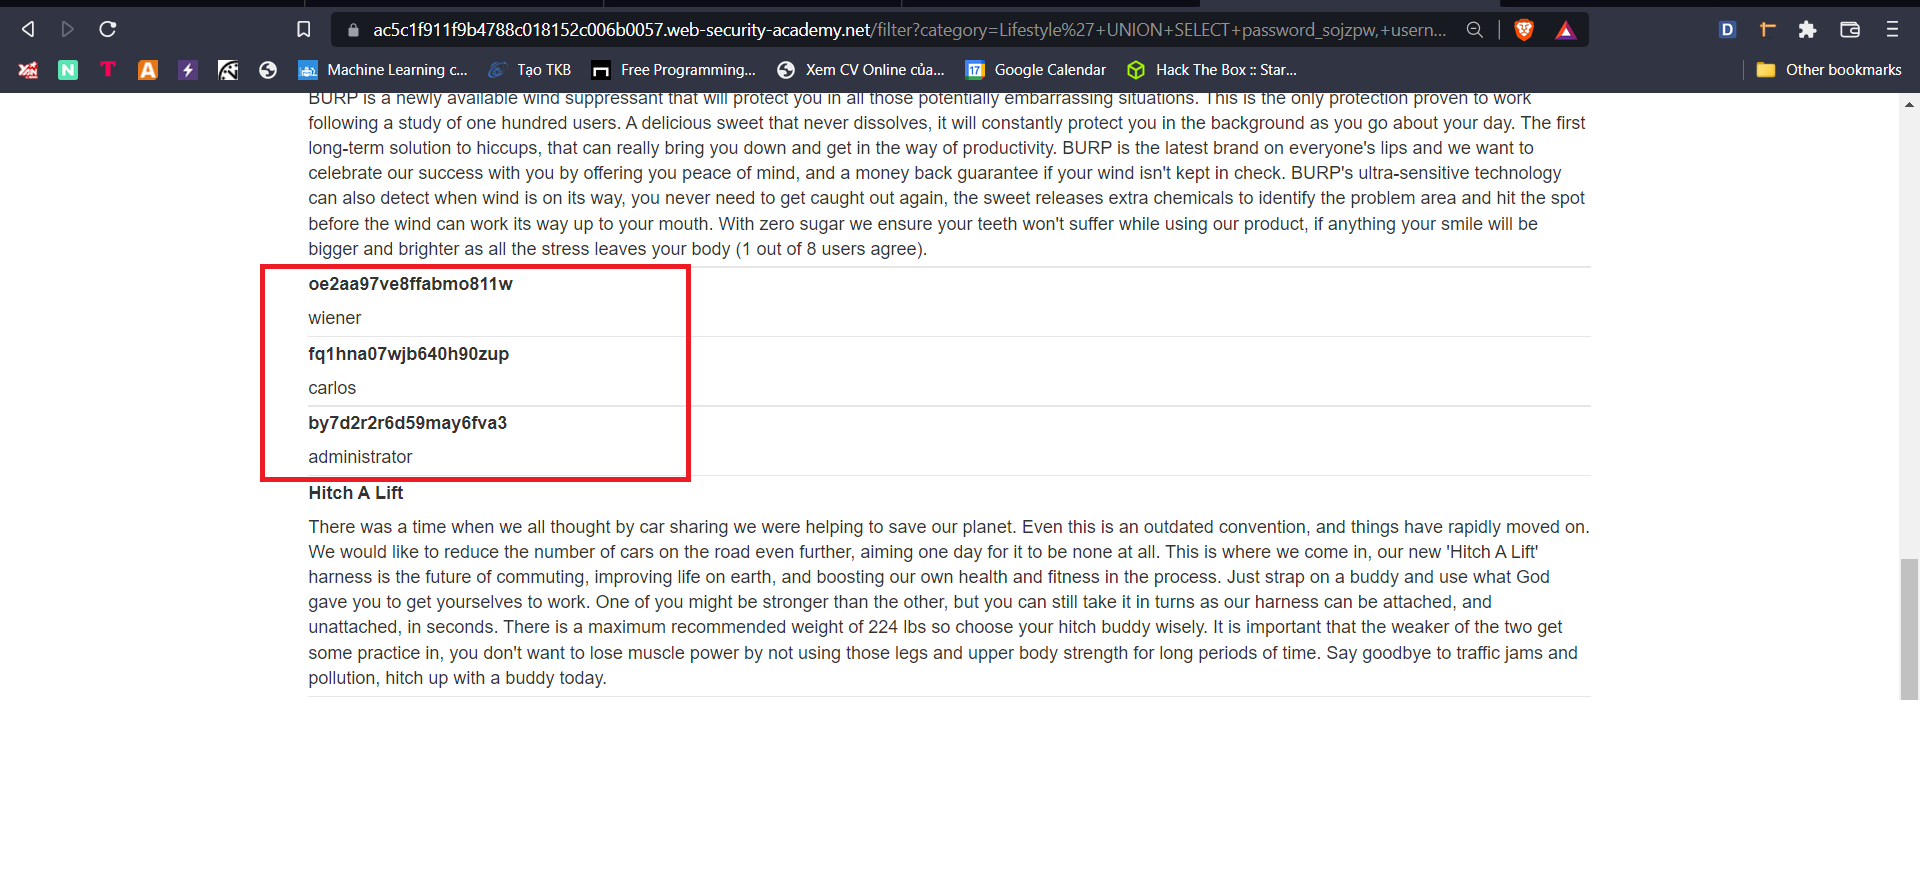 ac5c1f911f9b4788c018152c006b0057.web-security-academy.net/filter?category=Lifestyle%27+UNION+SELECT+password_sojzpw,+usern...
Machine Learning c... Tạo TKB Free Programming... Xem CV Online của... 17 Google Calendar Hack The Box :: Star... Other bookmarks
BURP is a newly available wind suppressant that will protect you in all those potentially embarrassing situations. This is the only protection proven to work
following a study of one hundred users. A delicious sweet that never dissolves, it will constantly protect you in the background as you go about your day. The first
long-term solution to hiccups, that can really bring you down and get in the way of productivity. BURP is the latest brand on everyone's lips and we want to
celebrate our success with you by offering you peace of mind, and a money back guarantee if your wind isn't kept in check. BURP's ultra-sensitive technology
can also detect when wind is on its way, you never need to get caught out again, the sweet releases extra chemicals to identify the problem area and hit the spot
before the wind can work its way up to your mouth. With zero sugar we ensure your teeth won't suffer while using our product, if anything your smile will be
bigger and brighter as all the stress leaves your body (1 out of 8 users agree).
oe2aa97ve8ffabmo811w
wiener
fq1hna07wjb640h90zup
carlos
by7d2r2r6d59may6fva3
administrator
Hitch A Lift
There was a time when we all thought by car sharing we were helping to save our planet. Even this is an outdated convention, and things have rapidly moved on.
We would like to reduce the number of cars on the road even further, aiming one day for it to be none at all. This is where we come in, our new 'Hitch A Lift'
harness is the future of commuting, improving life on earth, and boosting our own health and fitness in the process. Just strap on a buddy and use what God
gave you to get yourselves to work. One of you might be stronger than the other, but you can still take it in turns as our harness can be attached, and
unattached, in seconds. There is a maximum recommended weight of 224 lbs so choose your hitch buddy wisely. It is important that the weaker of the two get
some practice in, you don't want to lose muscle power by not using those legs and upper body strength for long periods of time. Say goodbye to traffic jams and
pollution, hitch up with a buddy today.